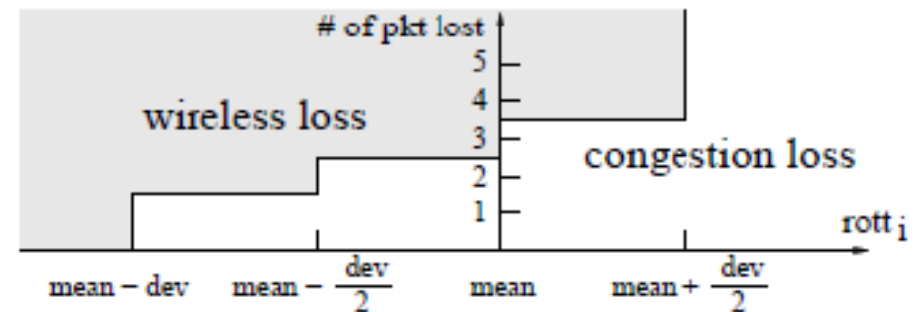 # of pkt lost
5
4
wireless loss
3
congestion loss
2
1
rott i
mean – dev mean – dev/2 mean mean + dev/2